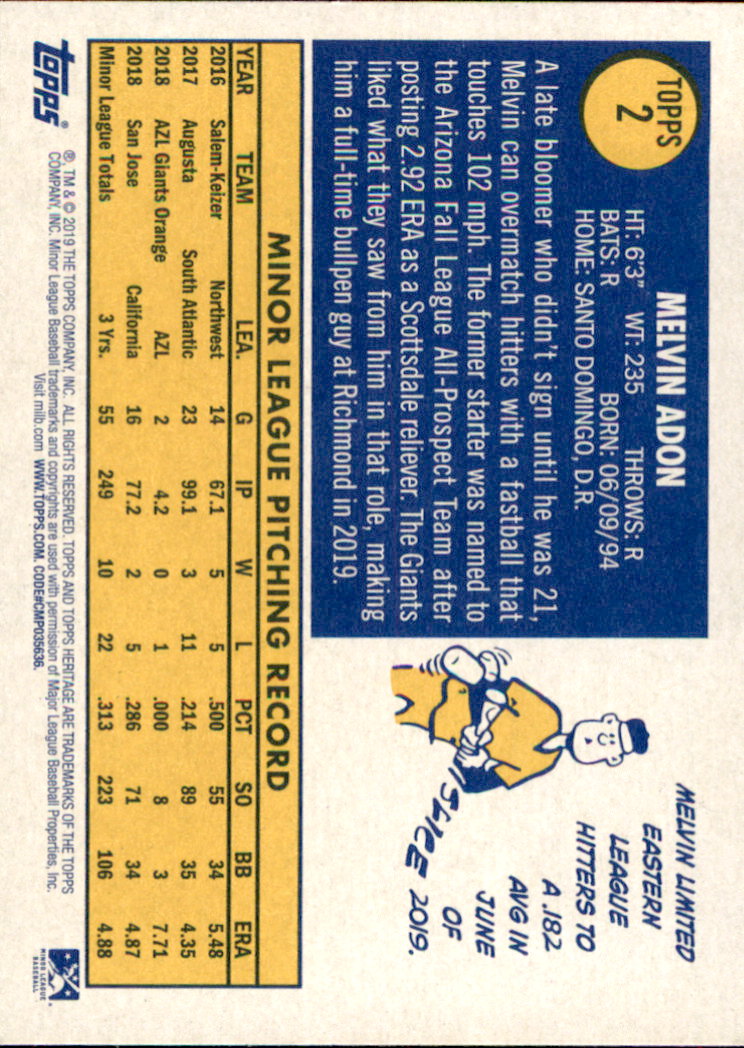 TOPPS
2
MELVIN ADON
HT: 6'3" WT: 235 THROWS: R
BATS: R BORN: 06/09/94
HOME: SANTO DOMINGO, D.R.
A late bloomer who didn't sign until he was 21,
Melvin can overmatch hitters with a fastball that
touches 102 mph. The former starter was named to
the Arizona Fall League All-Prospect Team after
posting 2.92 ERA as a Scottsdale reliever. The Giants
liked what they saw from him in that role, making
him a full-time bullpen guy at Richmond in 2019.
MELVIN LIMITED
EASTERN
LEAGUE
HITTERS TO
A .182
AVG IN
JUNE
OF
2019.
MINOR LEAGUE PITCHING RECORD
YEAR TEAM LEA. G IP W L PCT SO BB ERA
2016 Salem-Keizer Northwest 14 67.1 5 5 .500 55 34 5.48
2017 Augusta South Atlantic 23 99.1 3 11 .214 89 35 4.35
2018 AZL Giants Orange AZL 2 4.2 0 1 .000 8 3 7.71
2018 San Jose California 16 77.2 2 5 .286 71 34 4.87
Minor League Totals 3 Yrs. 55 249 10 22 .313 223 106 4.88
topps®
®, TM & © 2019 THE TOPPS COMPANY, INC. ALL RIGHTS RESERVED. TOPPS AND TOPPS HERITAGE ARE TRADEMARKS OF THE TOPPS
COMPANY, INC. Minor League Baseball trademarks and copyrights are used with permission of Major League Baseball Properties, Inc.
Visit milb.com WWW.TOPPS.COM. CODE#CMP035636.
MINOR LEAGUE
BASEBALL